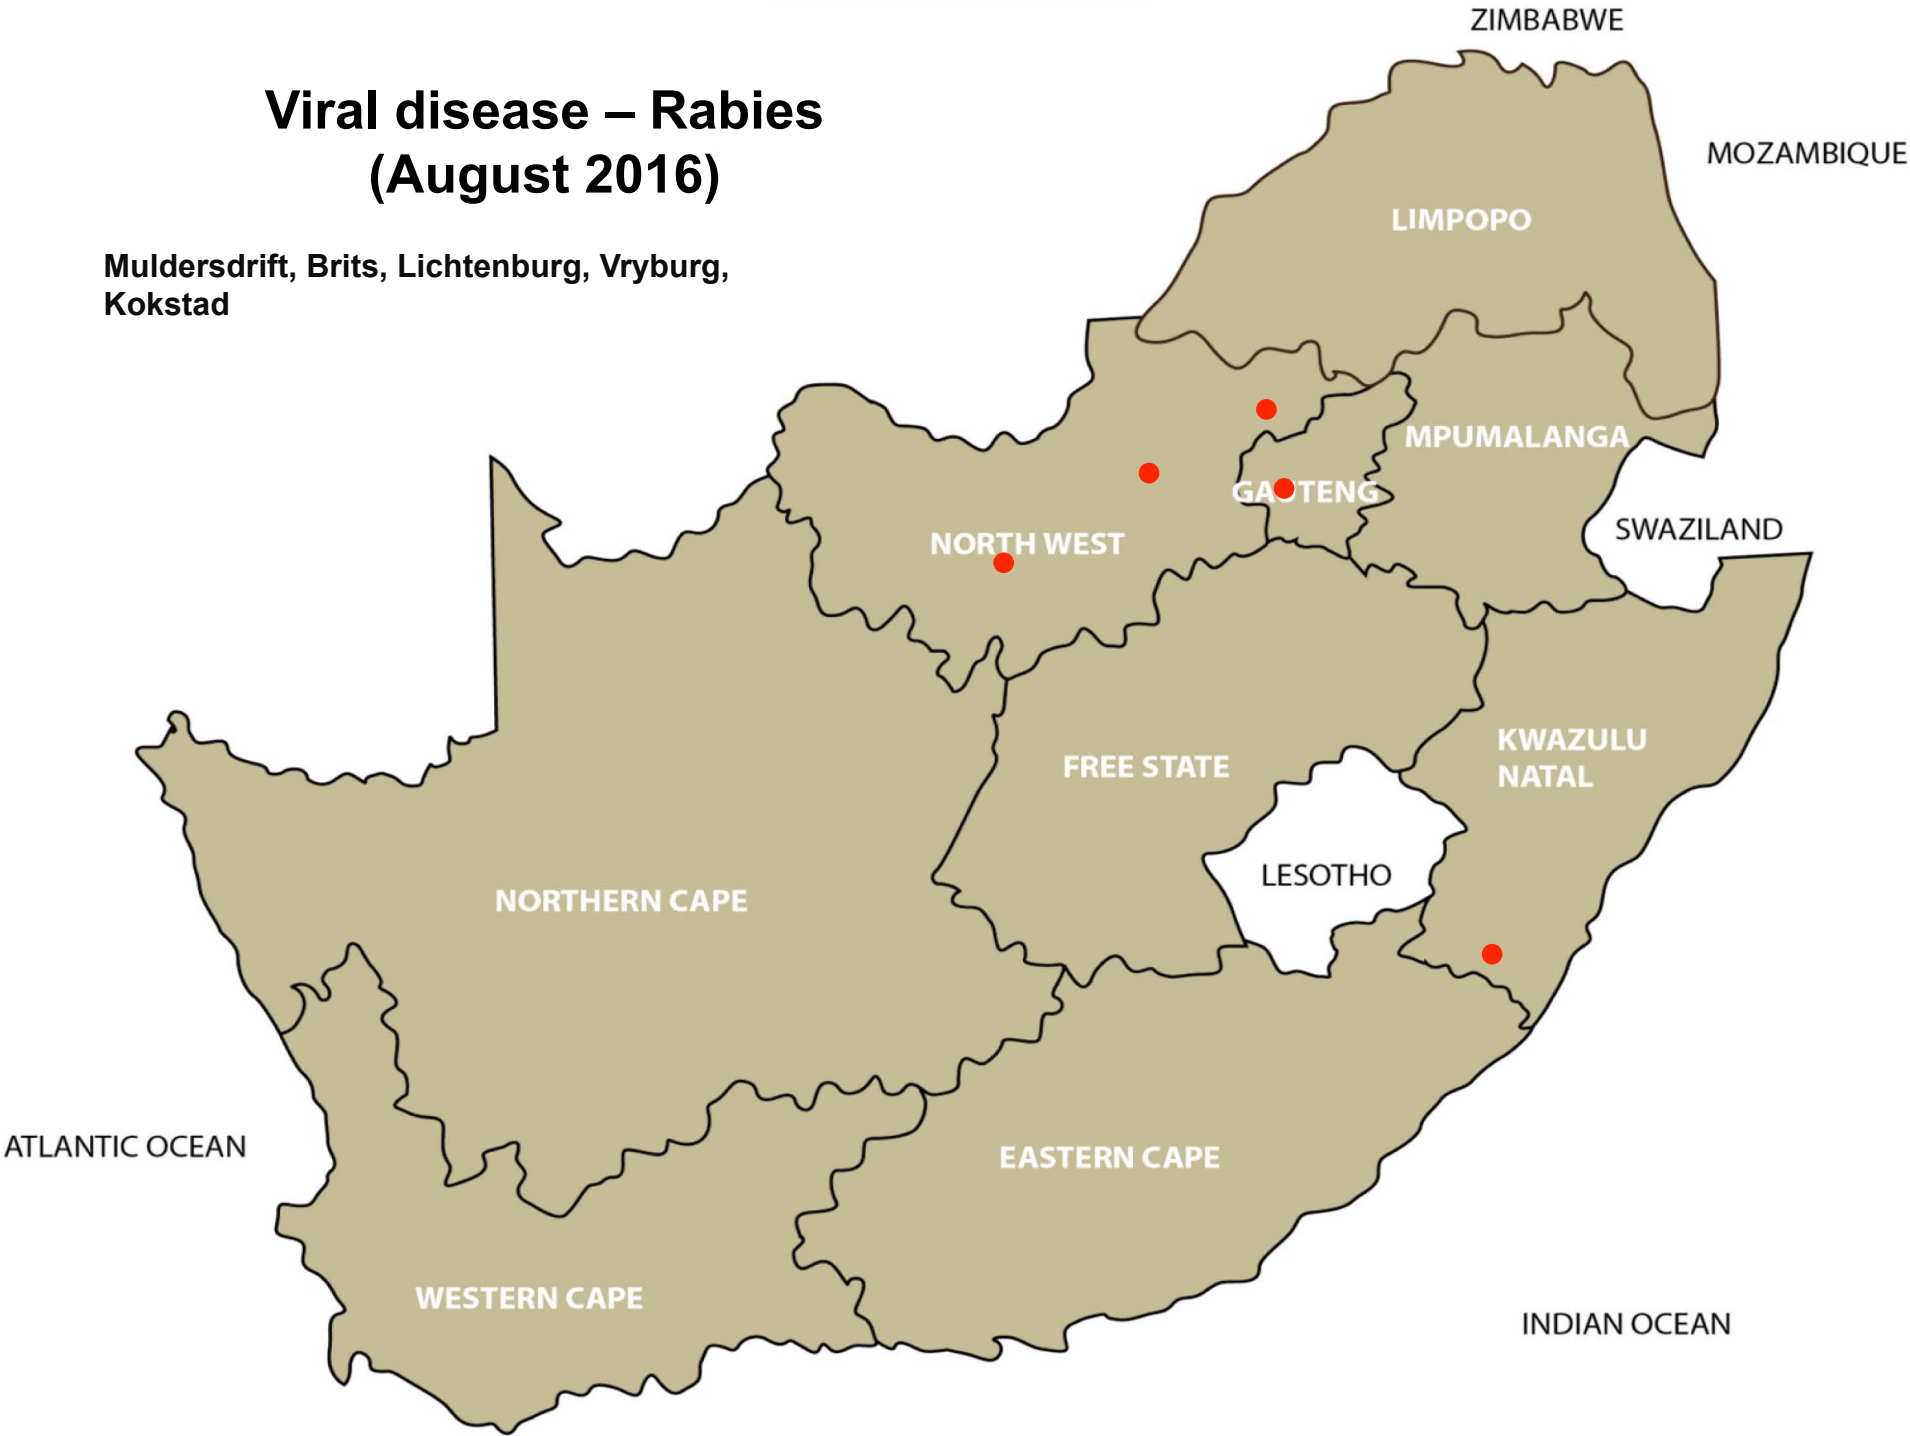 ZIMBABWE
Viral disease – Rabies
(August 2016)
MOZAMBIQUE
LIMPOPO
Muldersdrift, Brits, Lichtenburg, Vryburg,
Kokstad
MPUMALANGA
GAUTENG
SWAZILAND
NORTH WEST
KWAZULU
NATAL
FREE STATE
LESOTHO
NORTHERN CAPE
ATLANTIC OCEAN
EASTERN CAPE
WESTERN CAPE
INDIAN OCEAN